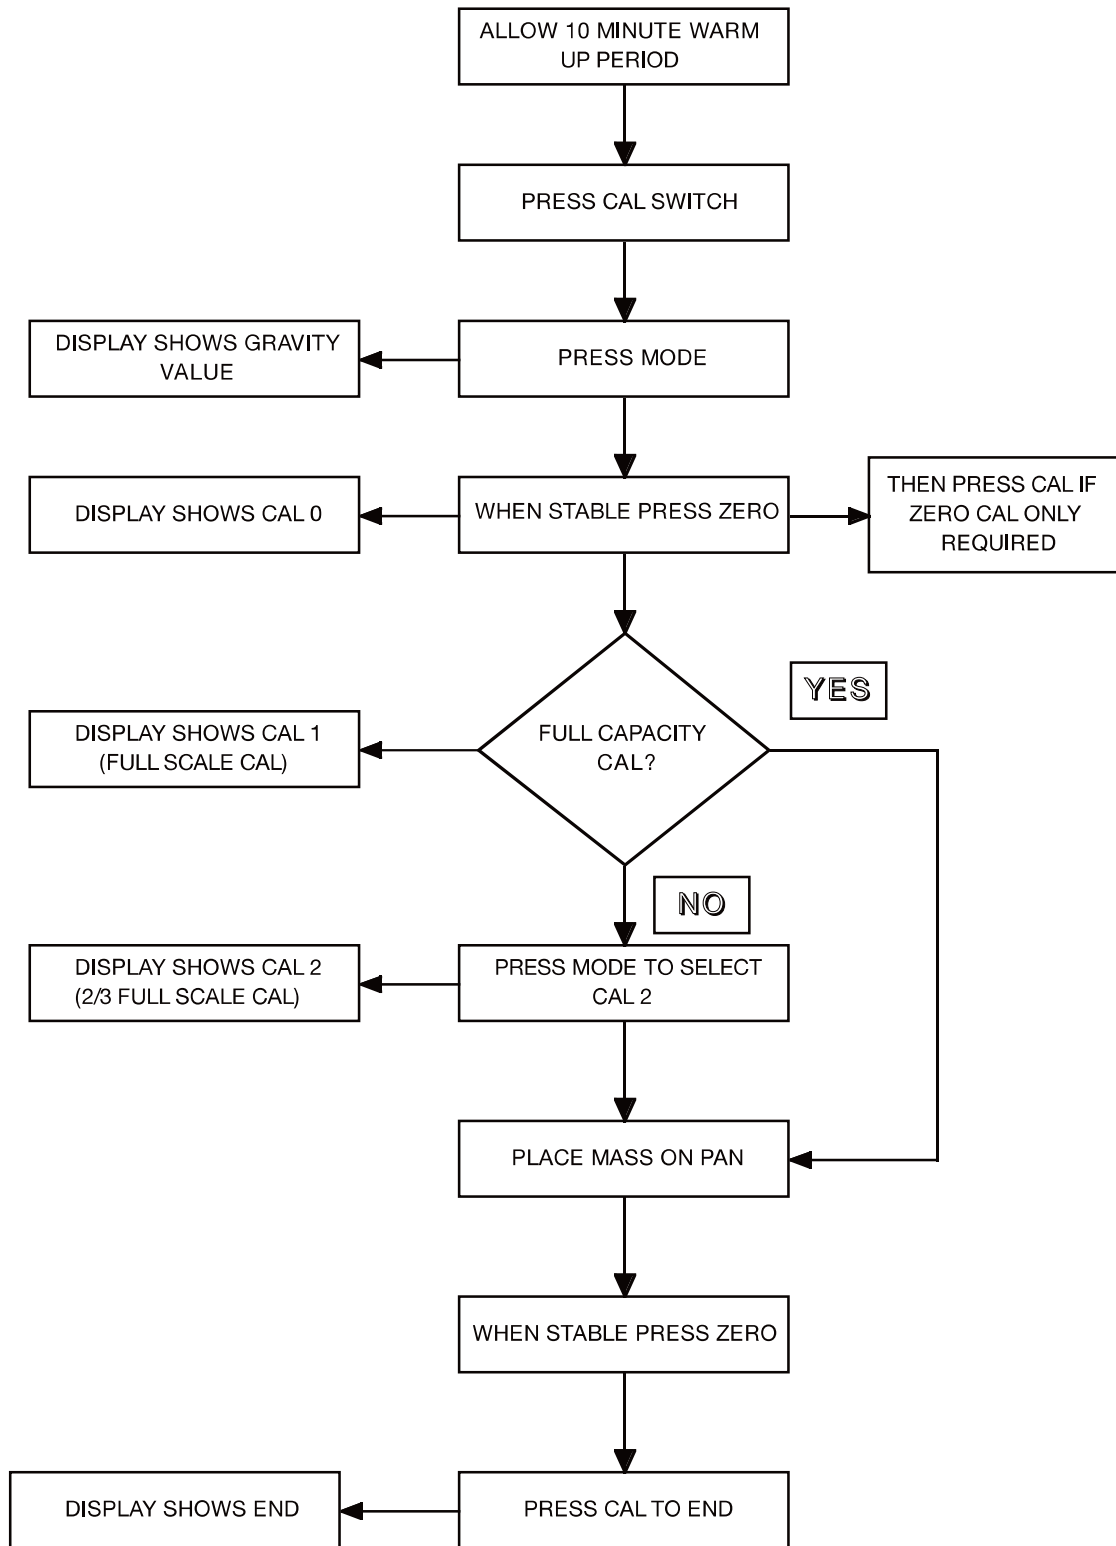 ALLOW 10 MINUTE WARM
UP PERIOD
PRESS CAL SWITCH
DISPLAY SHOWS GRAVITY
VALUE
PRESS MODE
DISPLAY SHOWS CAL 0
WHEN STABLE PRESS ZERO
THEN PRESS CAL IF
ZERO CAL ONLY
REQUIRED
YES
DISPLAY SHOWS CAL 1
(FULL SCALE CAL)
FULL CAPACITY
CAL?
NO
DISPLAY SHOWS CAL 2
(2/3 FULL SCALE CAL)
PRESS MODE TO SELECT
CAL 2
PLACE MASS ON PAN
WHEN STABLE PRESS ZERO
DISPLAY SHOWS END
PRESS CAL TO END